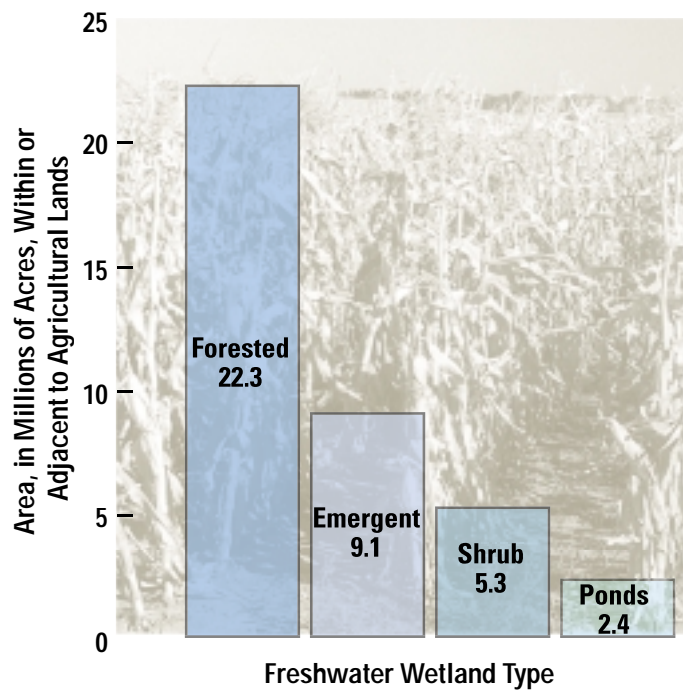 Area, in Millions of Acres, Within or
Adjacent to Agricultural Lands
25
20
15
10
5
0
Forested
22.3
Emergent
9.1
Shrub
5.3
Ponds
2.4
Freshwater Wetland Type